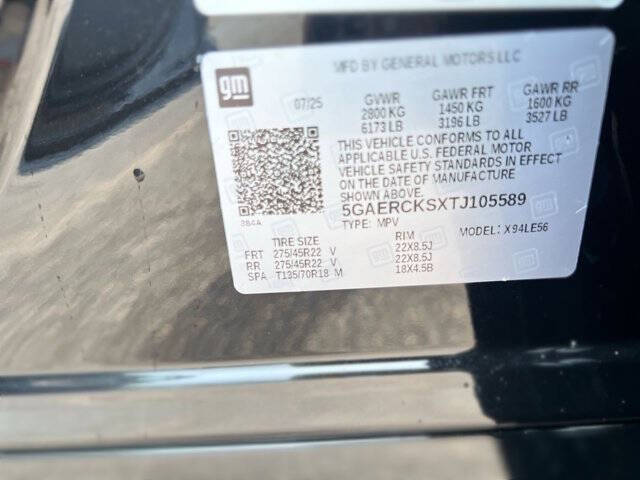 MFD BY GENERAL MOTORS LLC
gm
07/25
GVWR GAWR FRT GAWR RR
2800 KG 1450 KG 1600 KG
6173 LB 3196 LB 3527 LB
THIS VEHICLE CONFORMS TO ALL
APPLICABLE U.S. FEDERAL MOTOR
VEHICLE SAFETY STANDARDS IN EFFECT
ON THE DATE OF MANUFACTURE
5GAERCKSXTJ105589
TYPE: MPV MODEL: X94LE56
TIRE SIZE RIM
FRT 275/45R22 V 22X8.5J
RR 275/45R22 V 22X8.5J
SPA T135/70R18 M 18X4.5B